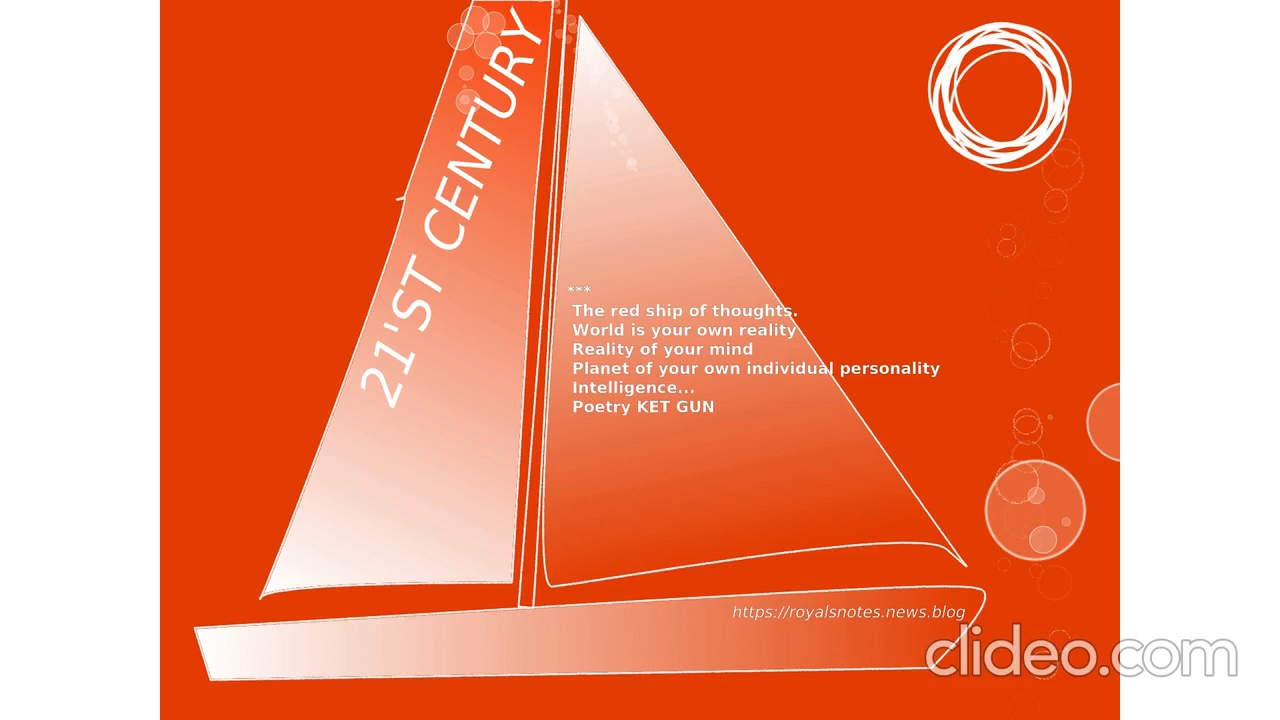 21'ST CENTURY
***
The red ship of thoughts.
World is your own reality
Reality of your mind
Planet of your own individual personality
Intelligence...
Poetry KET GUN
https://royalsnotes.news.blog
clideo.com